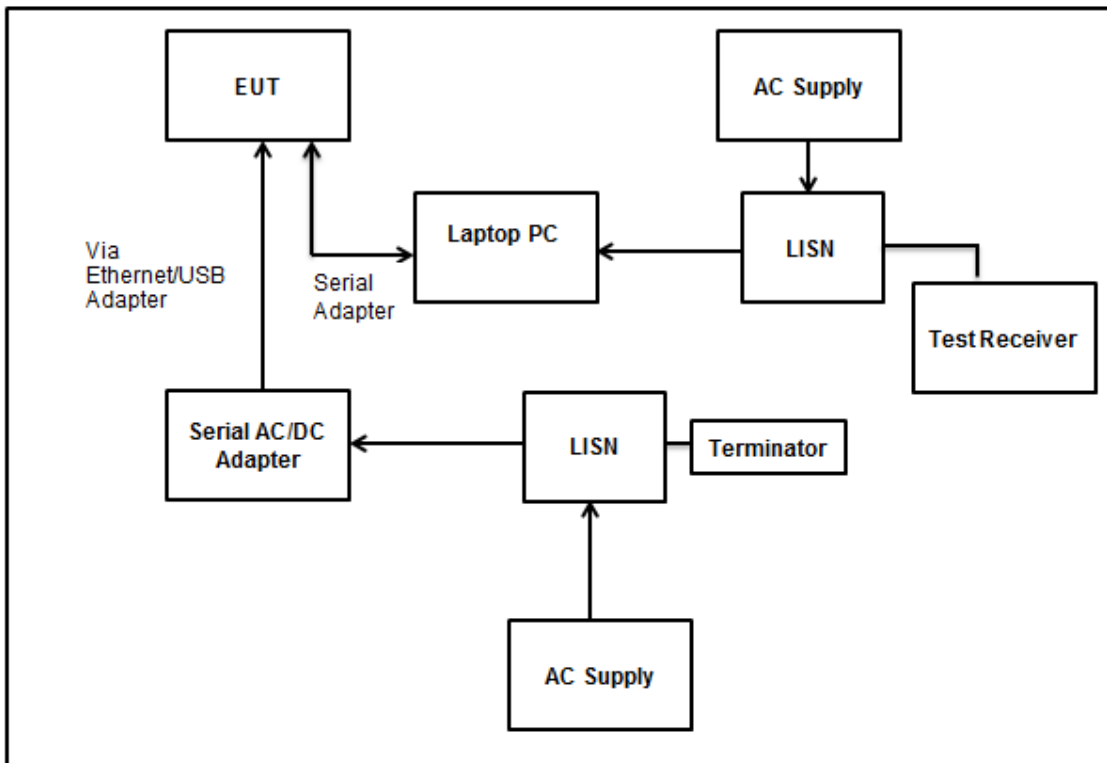 EUT
AC Supply
Via
Ethernet/USB
Adapter
Serial
Adapter
Laptop PC
LISN
Test Receiver
Serial AC/DC
Adapter
LISN
Terminator
AC Supply